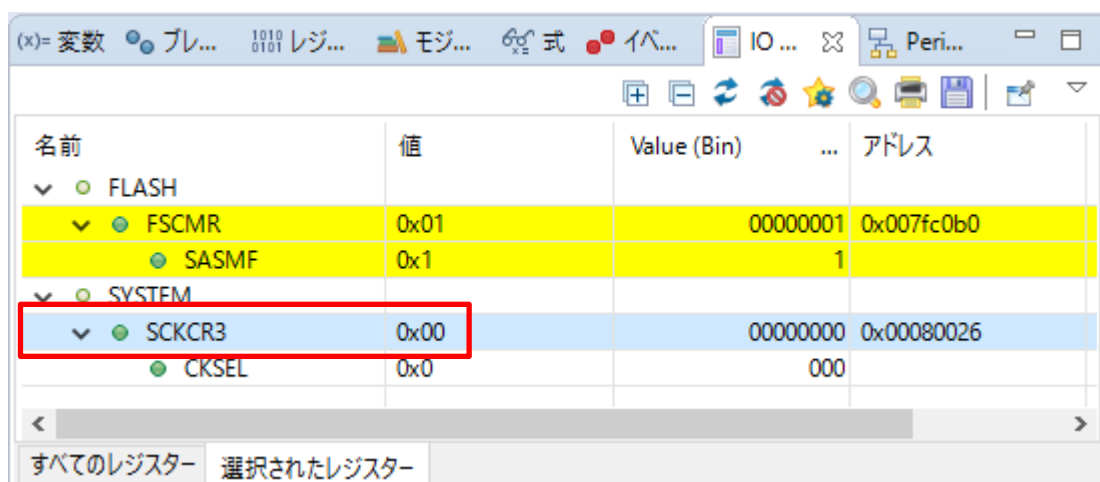 (x)= 変数 ブレ... 1010 0101 レジ... モジ... 式 イベ... IO ... Peri...
名前 値 Value (Bin) ... アドレス
FLASH
FSCMR 0x01 00000001 0x007fc0b0
SASMF 0x1 1
SYSTEM
SCKCR3 0x00 00000000 0x00080026
CKSEL 0x0 000
すべてのレジスター 選択されたレジスター